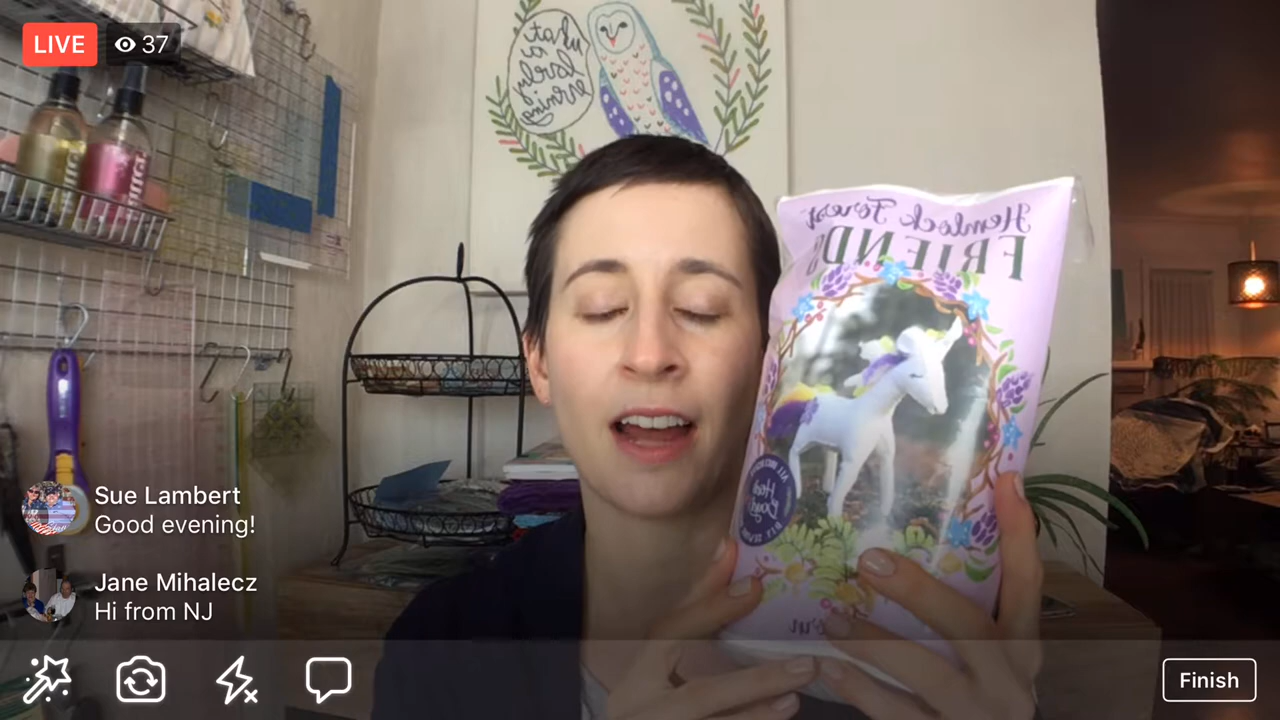 LIVE
37
what
a
lovely
evening
Hemlock Forest
FRIENDS
Sue Lambert
Good evening!
Jane Mihalecz
Hi from NJ
Finish